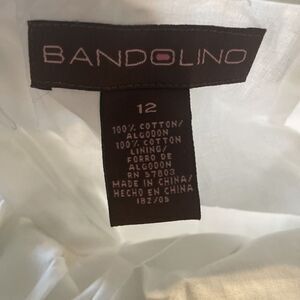 BANDOLINO
12
100% COTTON/
ALGODON
100% COTTON
LINING/
FORRO DE
ALGODON
RN 57803
MADE IN CHINA/
HECHO EN CHINA
182/05